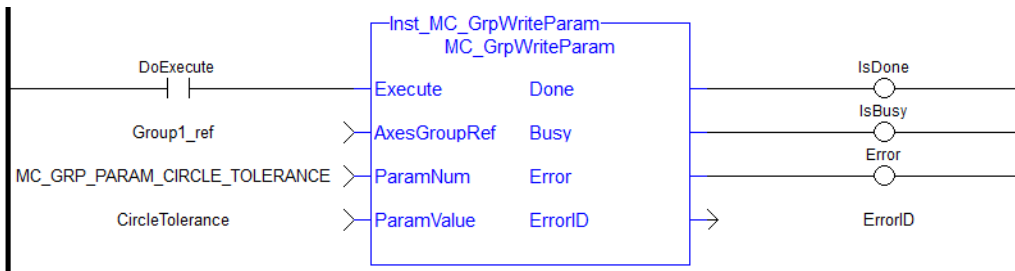 Inst_MC_GrpWriteParam
MC_GrpWriteParam
DoExecute
IsDone
Execute Done
IsBusy
Group1_ref AxesGroupRef Busy
Error
MC_GRP_PARAM_CIRCLE_TOLERANCE ParamNum Error
CircleTolerance ParamValue ErrorID ErrorID